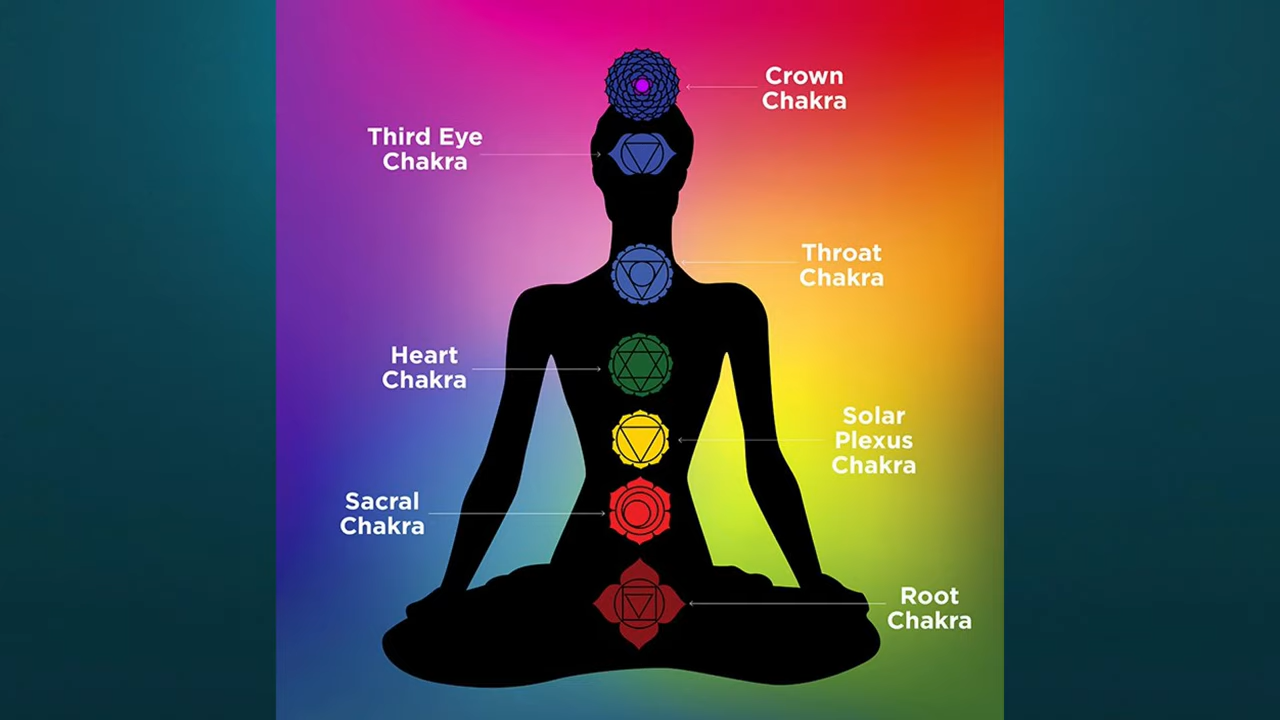 Crown
Chakra
Third Eye
Chakra
Throat
Chakra
Heart
Chakra
Solar
Plexus
Chakra
Sacral
Chakra
Root
Chakra